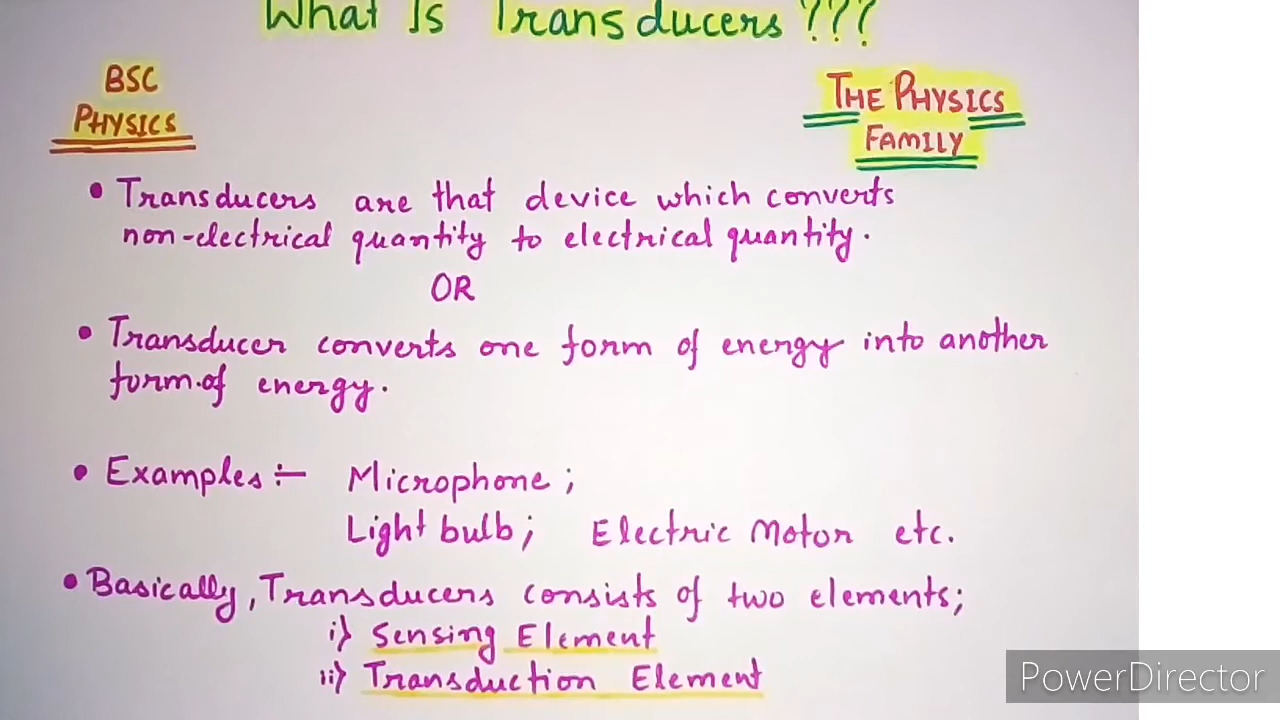 What Is Transducers ???
BSC
PHYSICS
THE PHYSICS
FAMILY
• Transducers are that device which converts
non-electrical quantity to electrical quantity.
OR
• Transducer converts one form of energy into another
form.of energy.
• Examples :- Microphone ;
Light bulb ; Electric Motor etc.
• Basically, Transducers consists of two elements;
i) Sensing Element
ii) Transduction Element
PowerDirector